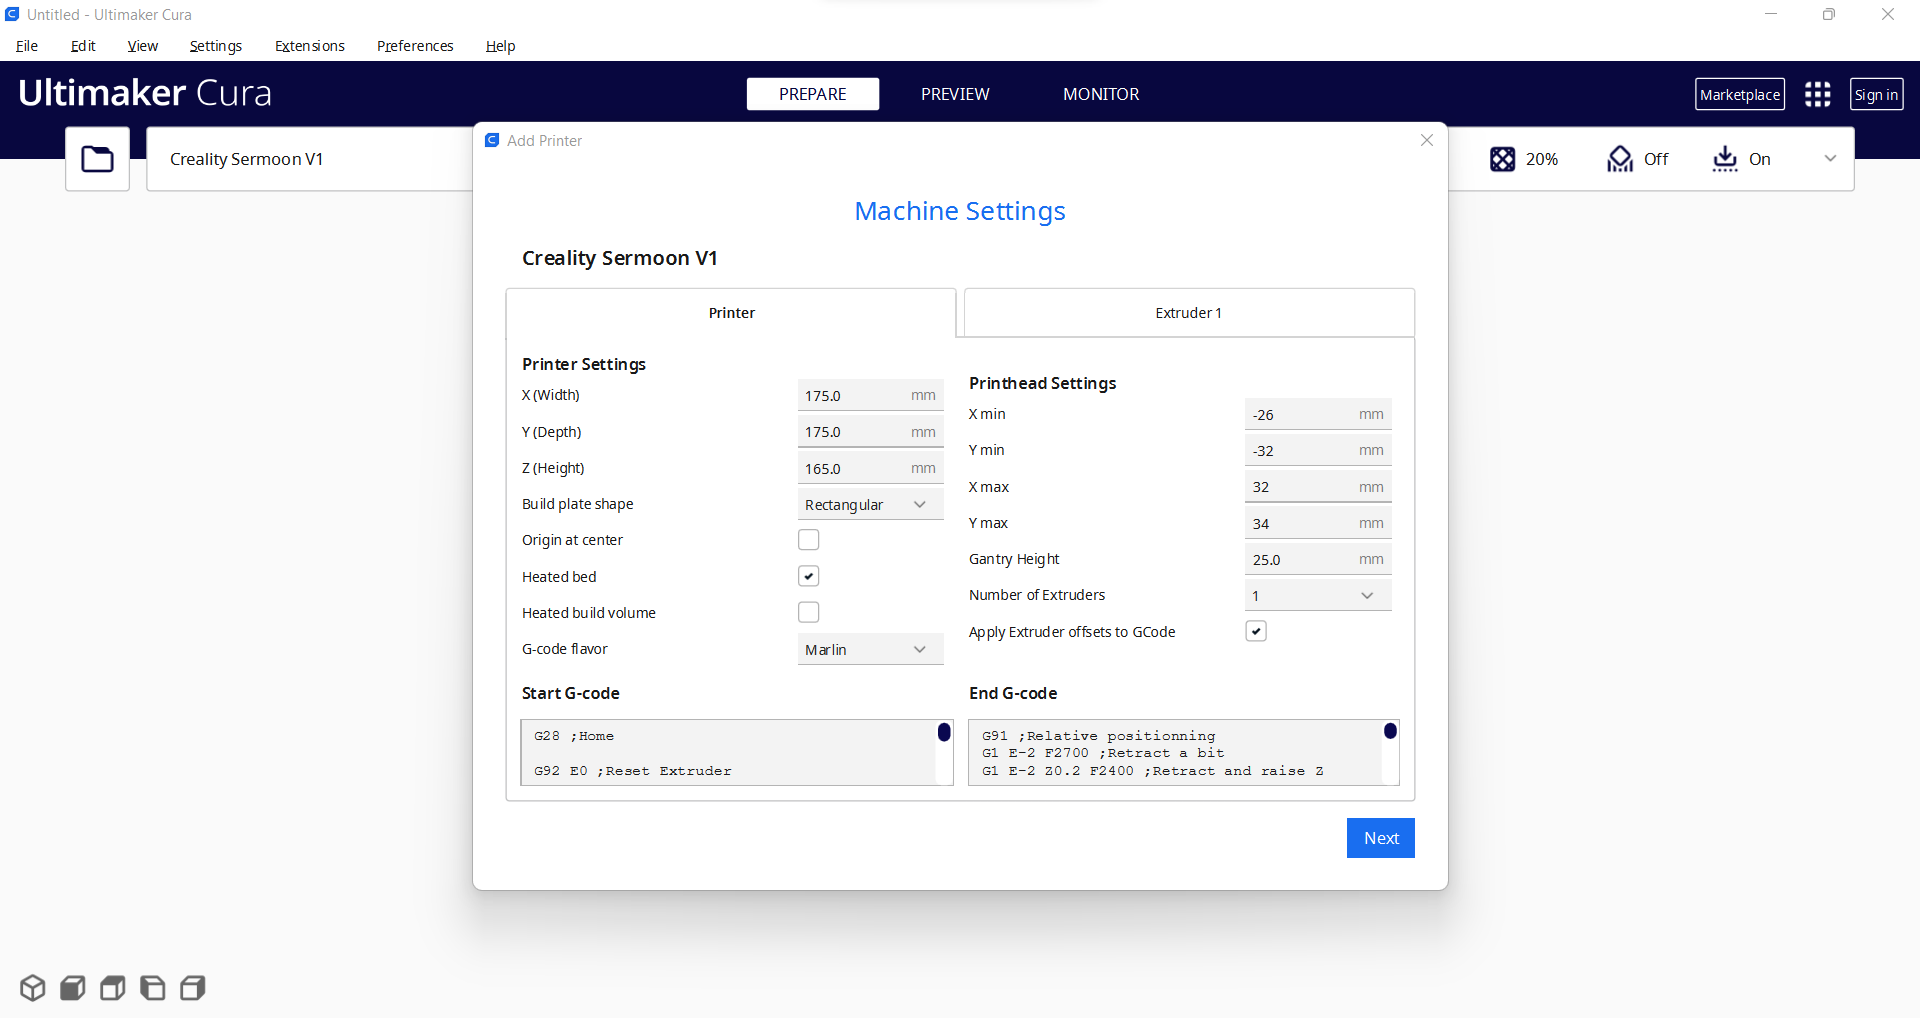 Untitled - Ultimaker Cura
File Edit View Settings Extensions Preferences Help
Ultimaker Cura
PREPARE PREVIEW MONITOR
Marketplace Sign in
Creality Sermoon V1
20% Off On
Add Printer
Machine Settings
Creality Sermoon V1
Printer Extruder 1
Printer Settings
X (Width) 175.0 mm
Y (Depth) 175.0 mm
Z (Height) 165.0 mm
Build plate shape Rectangular
Origin at center
Heated bed
Heated build volume
G-code flavor Marlin
Printhead Settings
X min -26 mm
Y min -32 mm
X max 32 mm
Y max 34 mm
Gantry Height 25.0 mm
Number of Extruders 1
Apply Extruder offsets to GCode
Start G-code
G28 ;Home
G92 E0 ;Reset Extruder
End G-code
G91 ;Relative positionning
G1 E-2 F2700 ;Retract a bit
G1 E-2 Z0.2 F2400 ;Retract and raise Z
Next